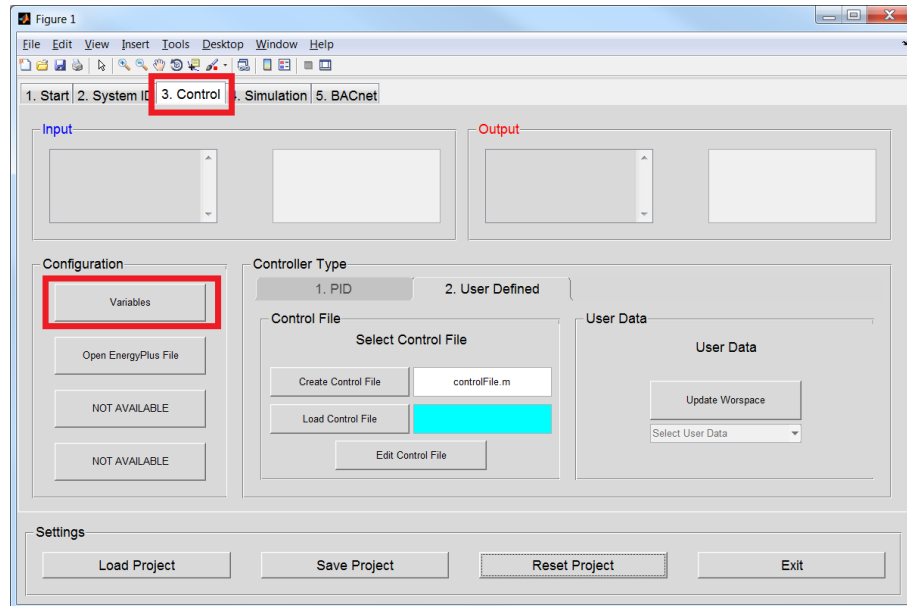 Figure 1
File Edit View Insert Tools Desktop Window Help
1. Start 2. System ID 3. Control 4. Simulation 5. BACnet
Input
Output
Configuration
Variables
Open EnergyPlus File
NOT AVAILABLE
NOT AVAILABLE
Controller Type
1. PID 2. User Defined
Control File
Select Control File
Create Control File controlFile.m
Load Control File
Edit Control File
User Data
User Data
Update Worspace
Select User Data
Settings
Load Project Save Project Reset Project Exit